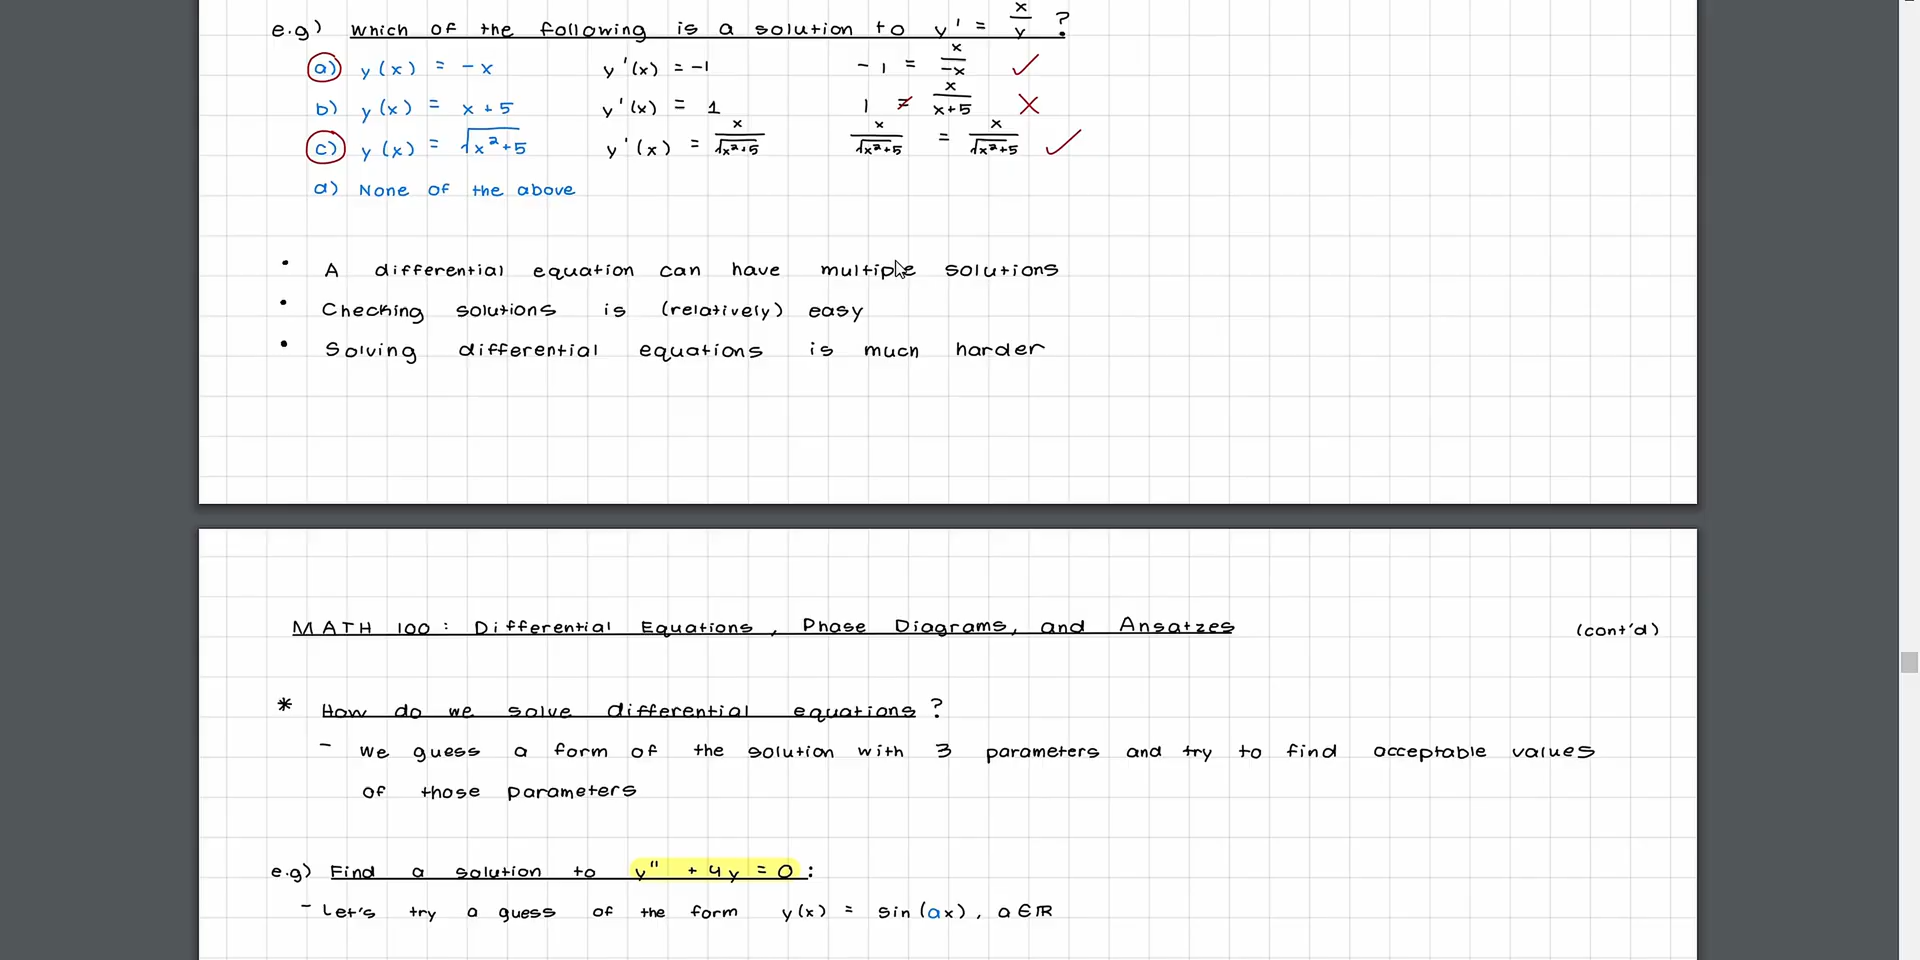 e.g) Which of the following is a solution to y' = x/y ?
a) y(x) = -x y'(x) = -1 -1 = x/-x ✓
b) y(x) = x + 5 y'(x) = 1 1 ≠ x/x+5 ✗
c) y(x) = √x²+5 y'(x) = x/√x²+5 x/√x²+5 = x/√x²+5 ✓
d) None of the above
• A differential equation can have multiple solutions
• Checking solutions is (relatively) easy
• Solving differential equations is much harder
MATH 100 : Differential Equations, Phase Diagrams, and Ansatzes (cont'd)
* How do we solve differential equations ?
- We guess a form of the solution with 3 parameters and try to find acceptable values
of those parameters
e.g) Find a solution to y'' + 4y = 0 :
- Let's try a guess of the form y(x) = sin(ax), a∈ℝ